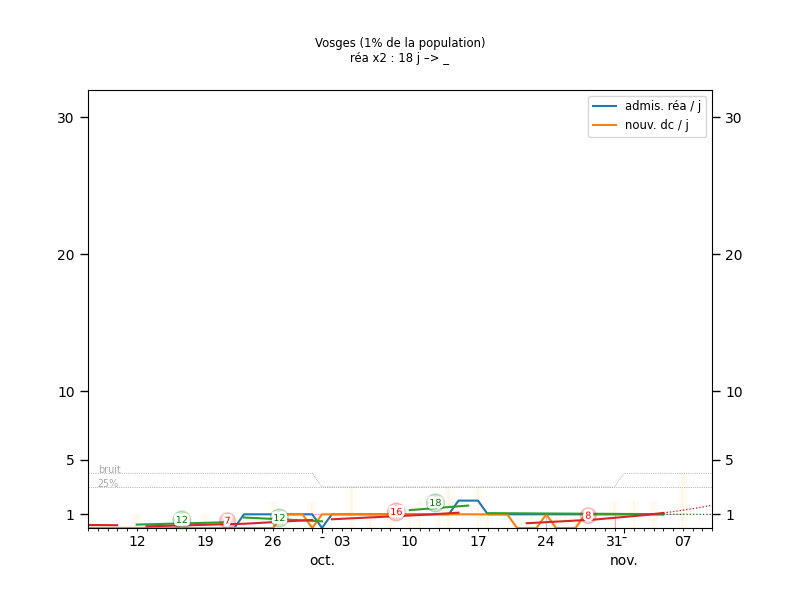 Vosges (1% de la population)
réa x2 : 18 j –> _
admis. réa / j
nouv. dc / j
30 30
20 20
10 10
5 5
bruit
25%
1 1
12 7 12 16 18 8
12 19 26 - 03 10 17 24 31 - 07
oct. nov.